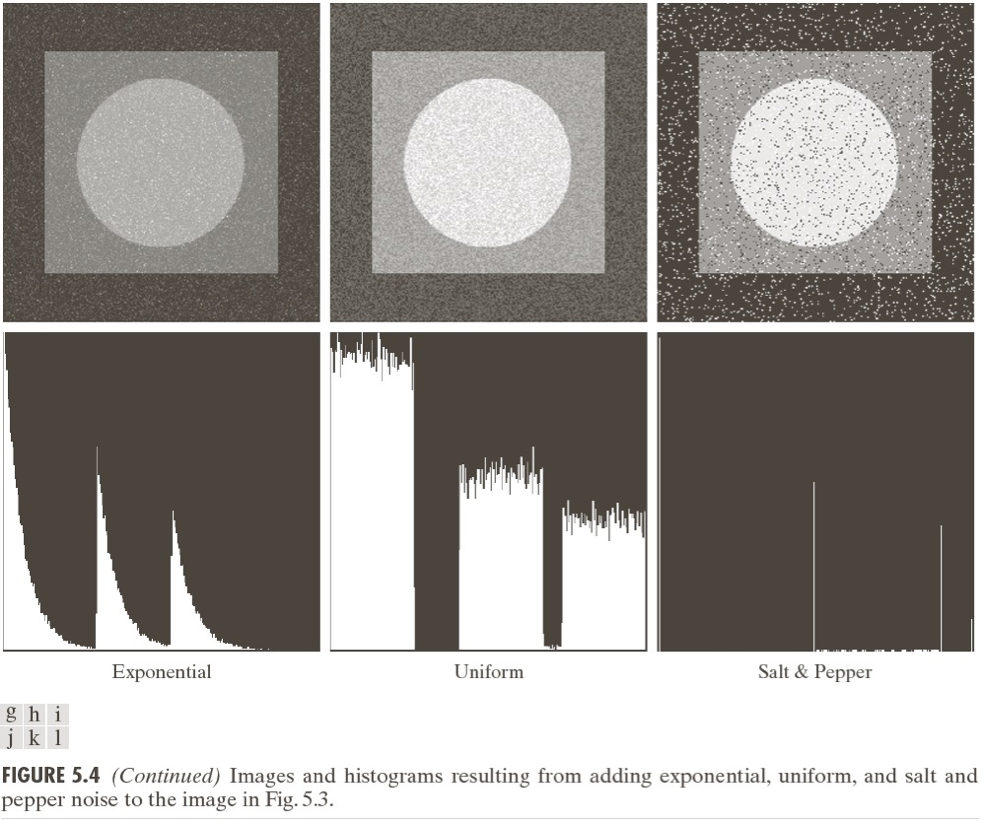 Exponential
Uniform
Salt & Pepper
g h i
j k l
FIGURE 5.4 (Continued) Images and histograms resulting from adding exponential, uniform, and salt and
pepper noise to the image in Fig. 5.3.